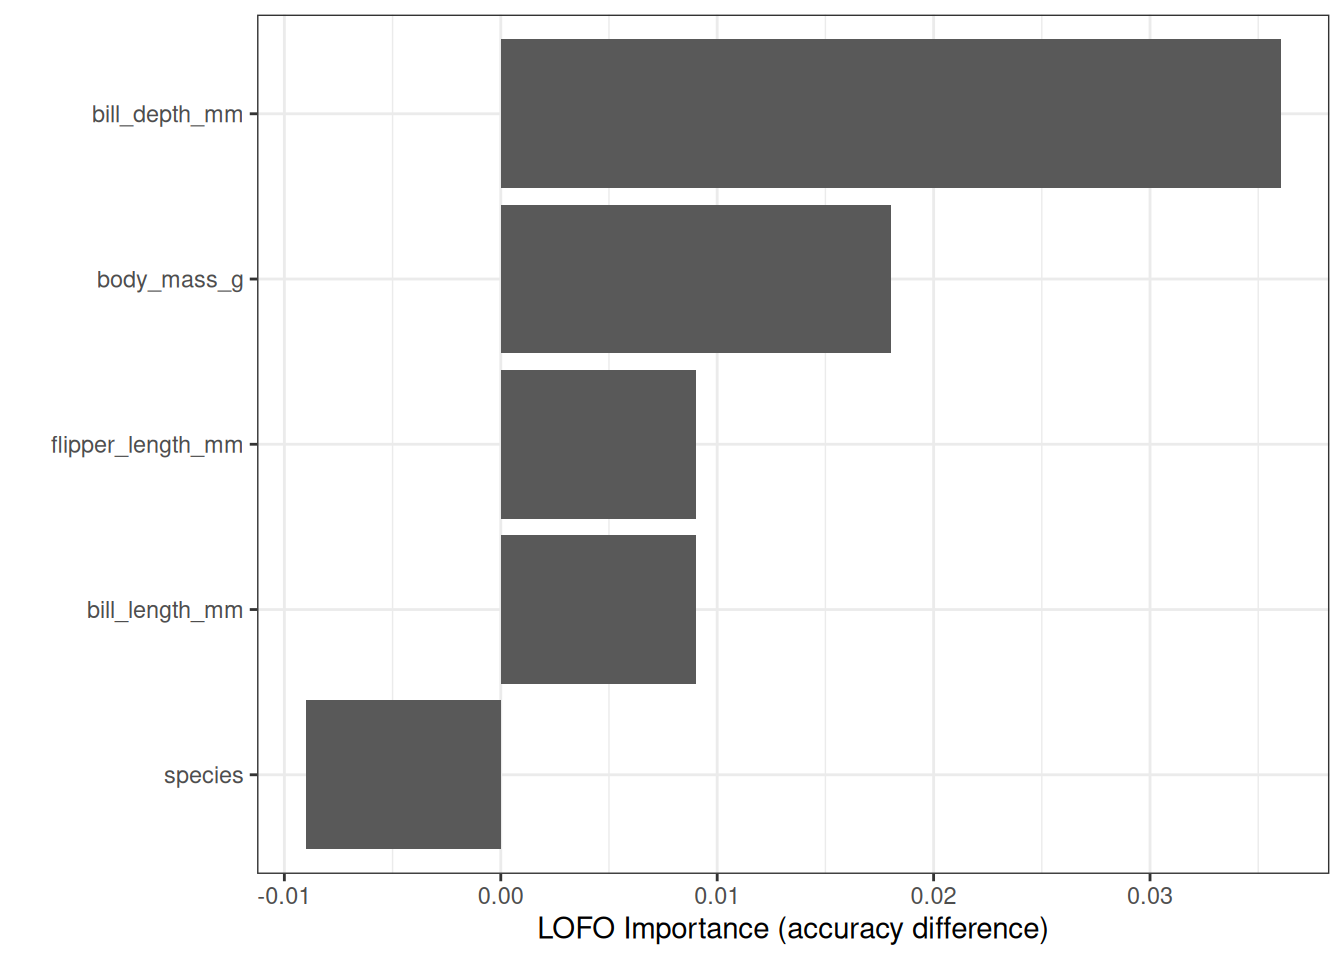 bill_depth_mm
body_mass_g
flipper_length_mm
bill_length_mm
species
-0.01 0.00 0.01 0.02 0.03
LOFO Importance (accuracy difference)